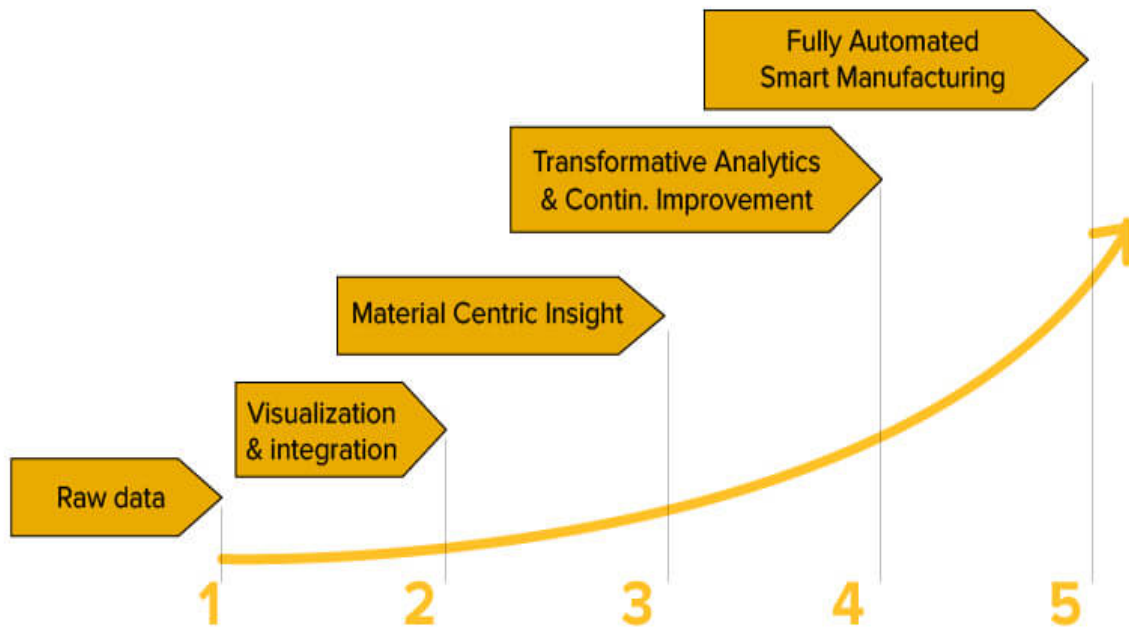 Fully Automated
Smart Manufacturing
Transformative Analytics
& Contin. Improvement
Material Centric Insight
Visualization
& integration
Raw data
1 2 3 4 5